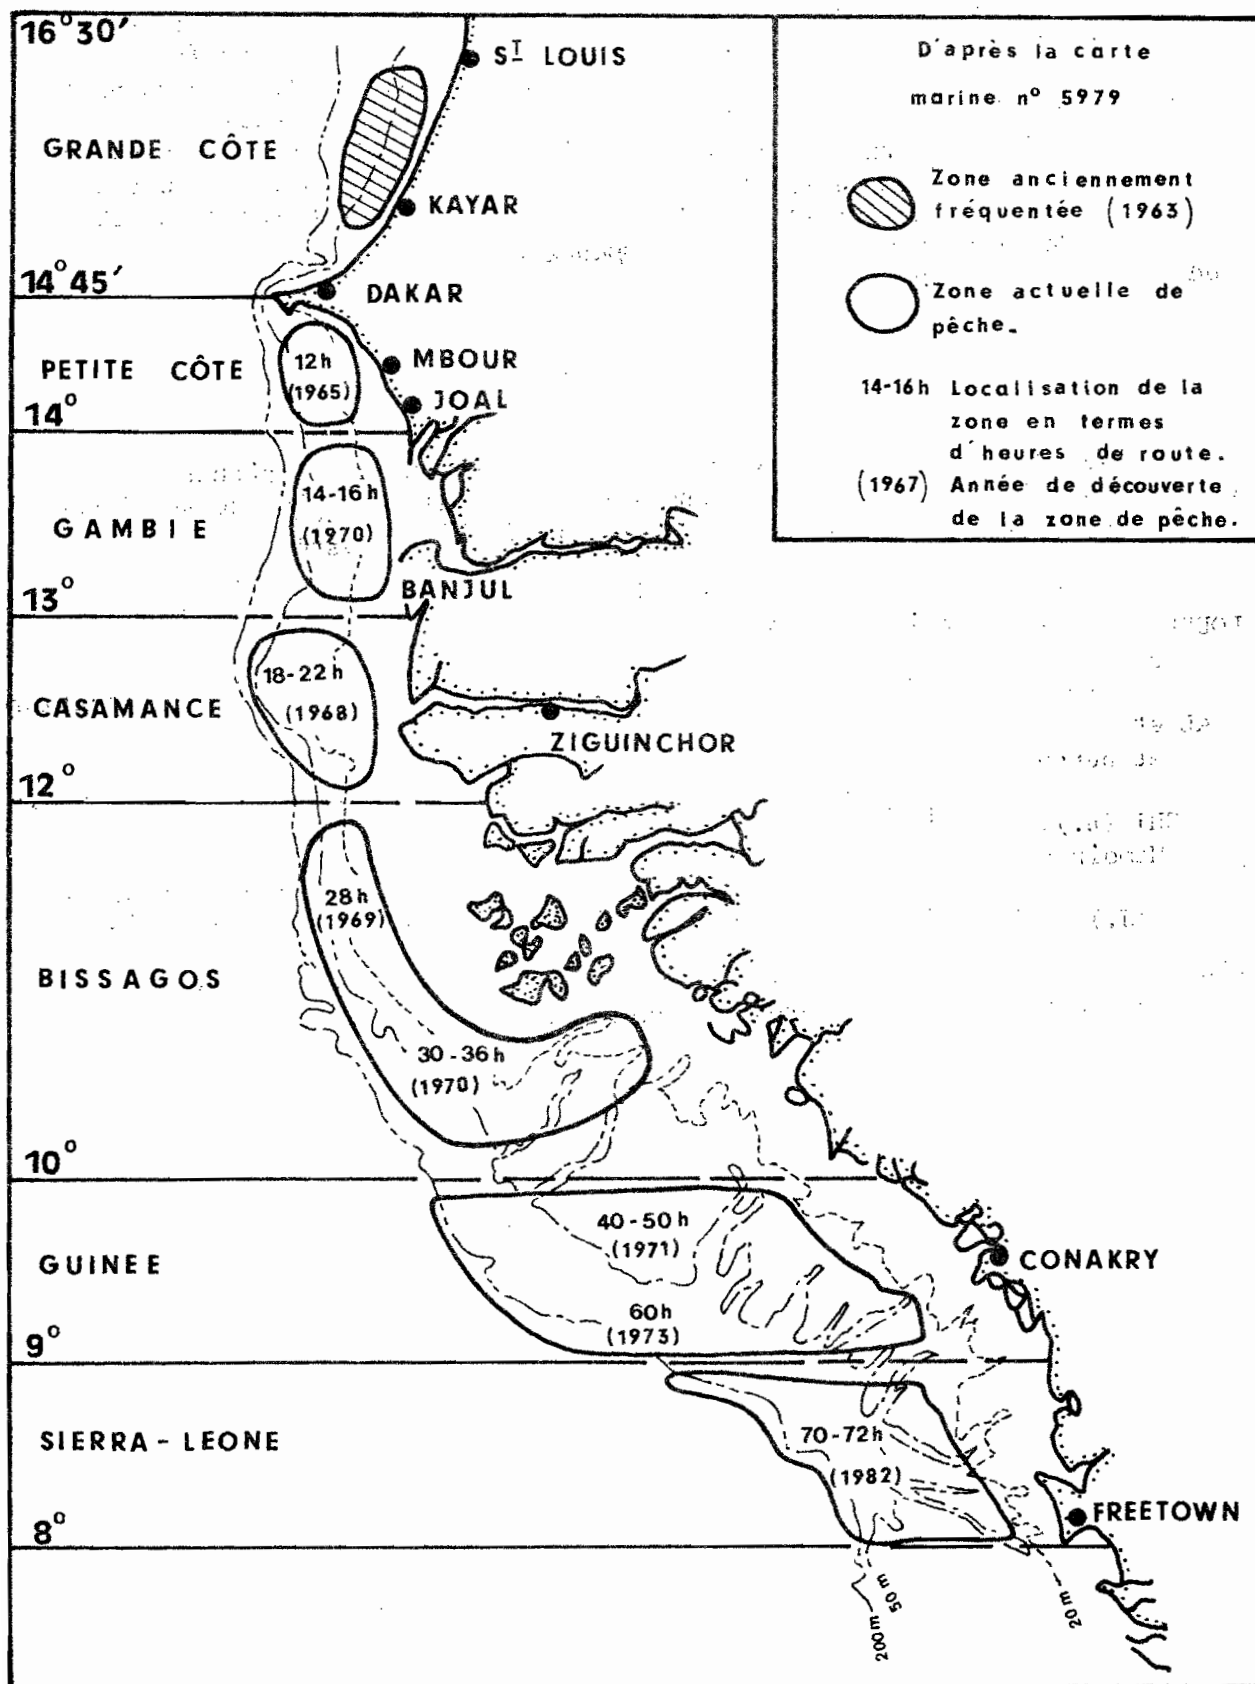 16°30′
ST LOUIS
GRANDE CÔTE
KAYAR
14°45′
DAKAR
PETITE CÔTE
12h
(1965)
MBOUR
JOAL
14°
14-16h
(1970)
GAMBIE
BANJUL
13°
18-22h
(1968)
CASAMANCE
ZIGUINCHOR
12°
28h
(1969)
BISSAGOS
30-36h
(1970)
10°
40-50h
(1971)
GUINEE
CONAKRY
60h
(1973)
9°
SIERRA-LEONE
70-72h
(1982)
FREETOWN
8°
200m
50m
20m
D'après la carte
marine n° 5979
Zone anciennement
fréquentée (1963)
Zone actuelle de
pêche.
14-16h Localisation de la
zone en termes
d'heures de route.
(1967) Année de découverte
de la zone de pêche.